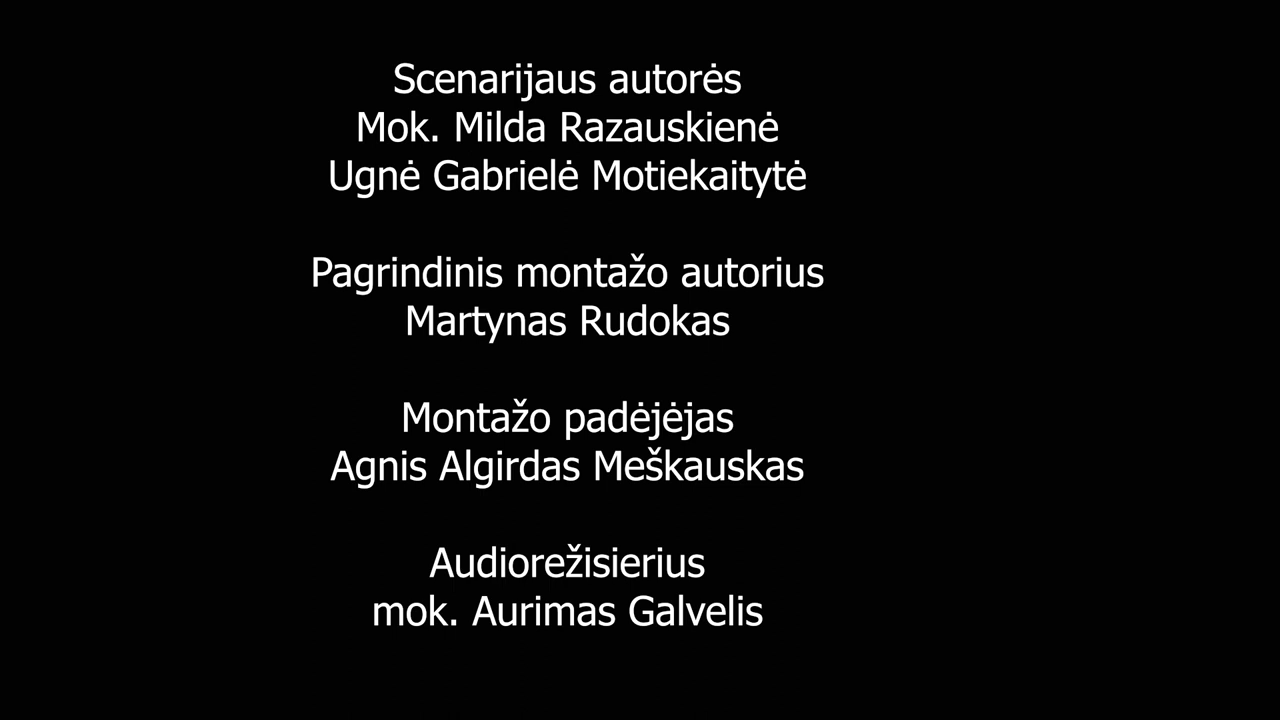 Scenarijaus autorės
Mok. Milda Razauskienė
Ugnė Gabrielė Motiekaitytė
Pagrindinis montažo autorius
Martynas Rudokas
Montažo padėjėjas
Agnis Algirdas Meškauskas
Audiorežisierius
mok. Aurimas Galvelis